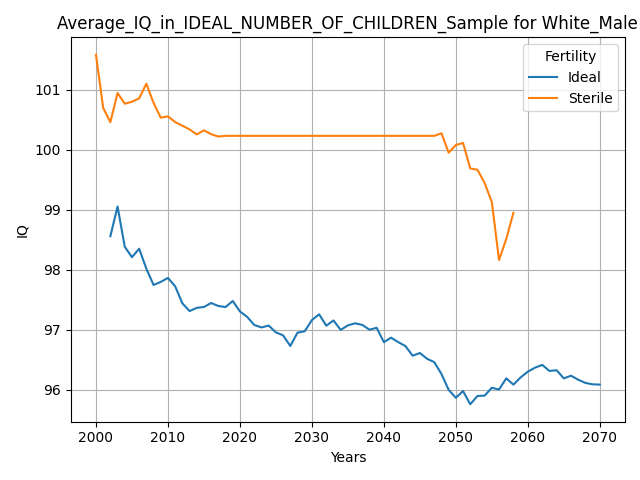 Average_IQ_in_IDEAL_NUMBER_OF_CHILDREN_Sample for White_Male
Fertility
Ideal
Sterile
101
100
99
98
97
96
IQ
2000 2010 2020 2030 2040 2050 2060 2070
Years